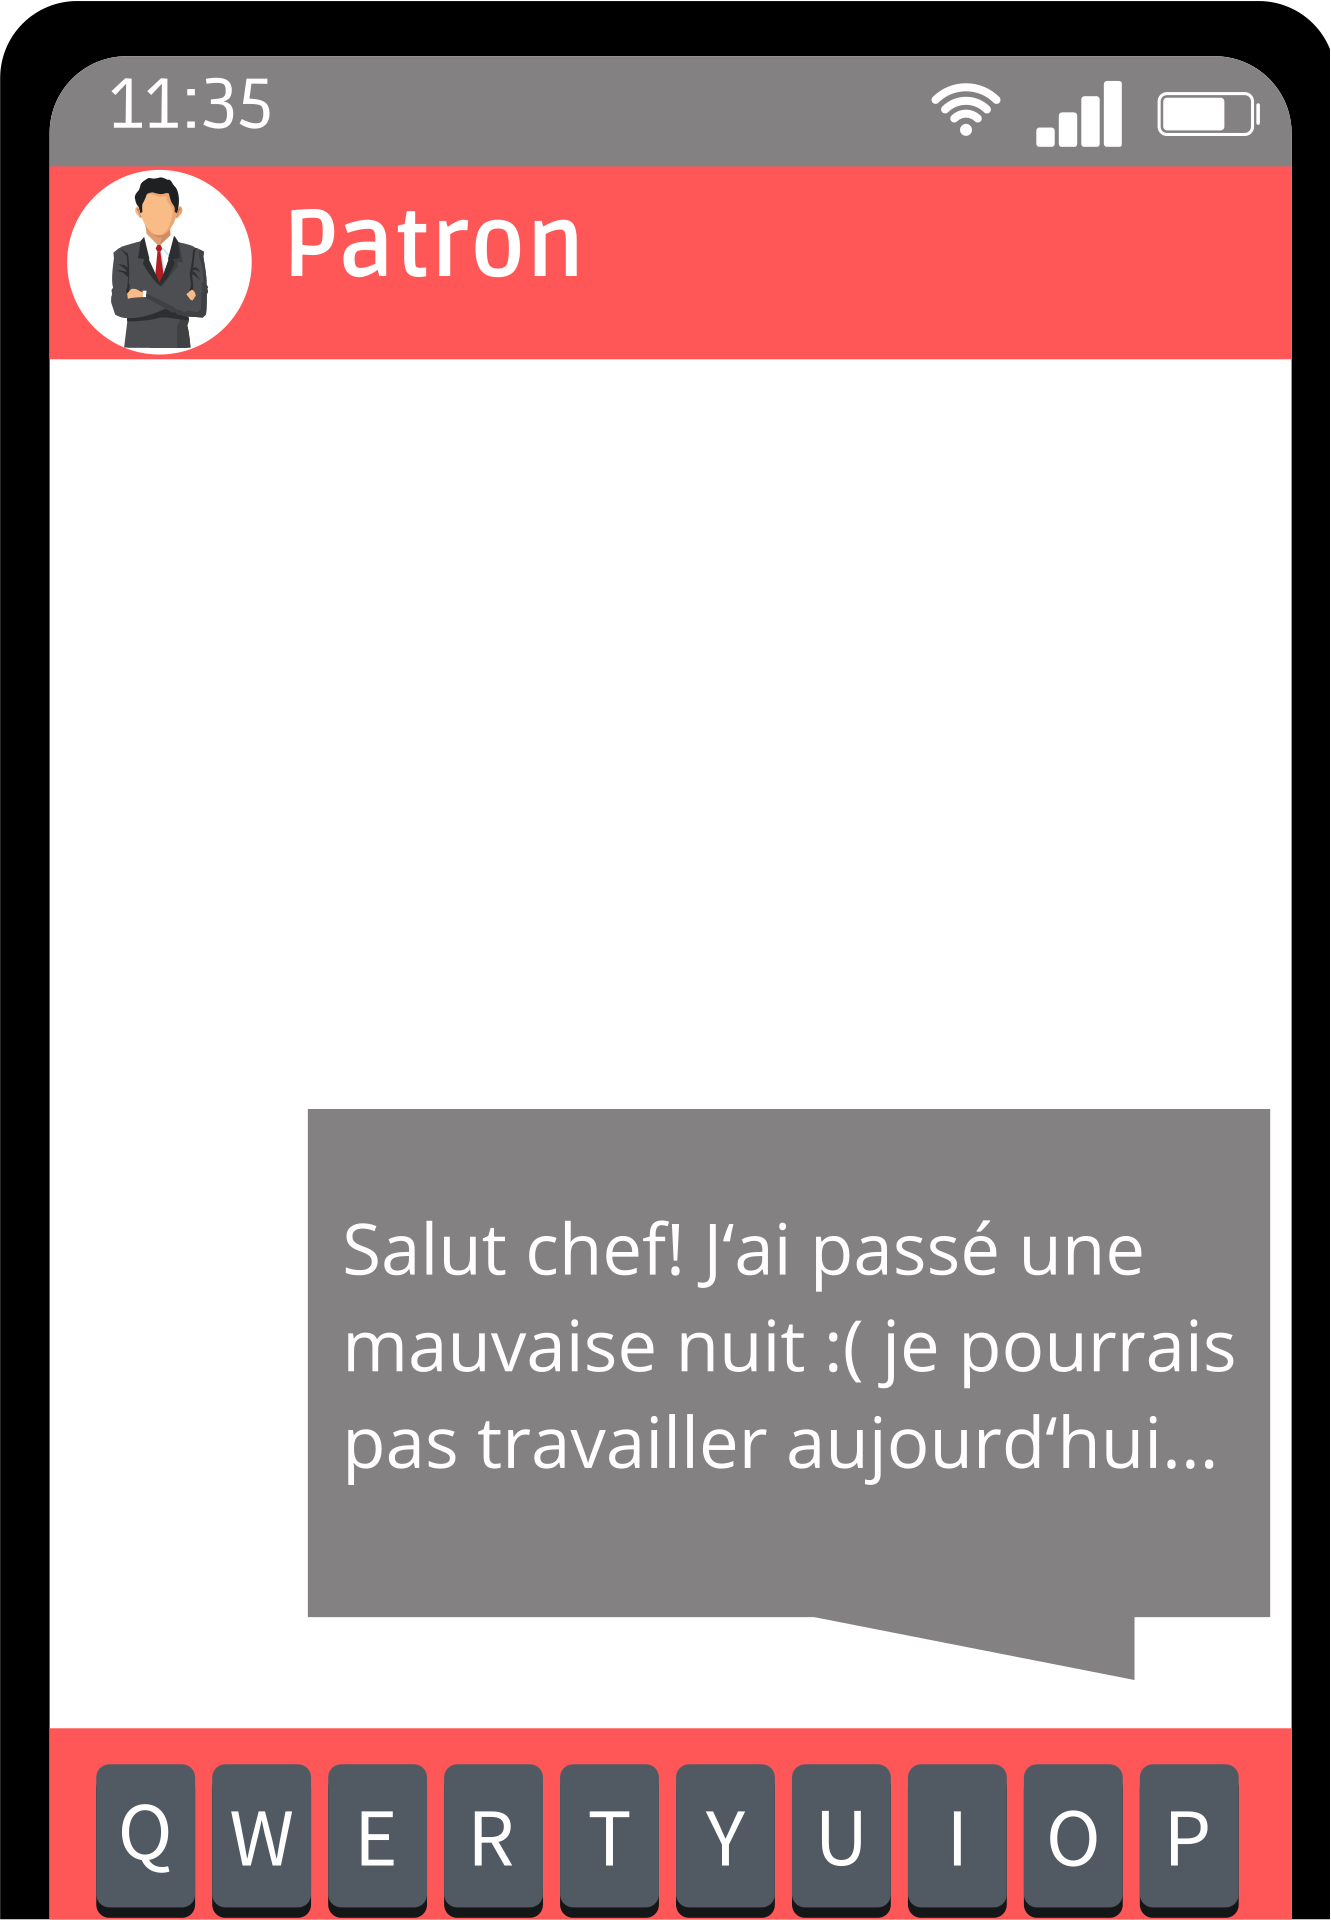 11:35
Patron
Salut chef! J‘ai passé une
mauvaise nuit :( je pourrais
pas travailler aujourd‘hui...
Q W E R T Y U I O P